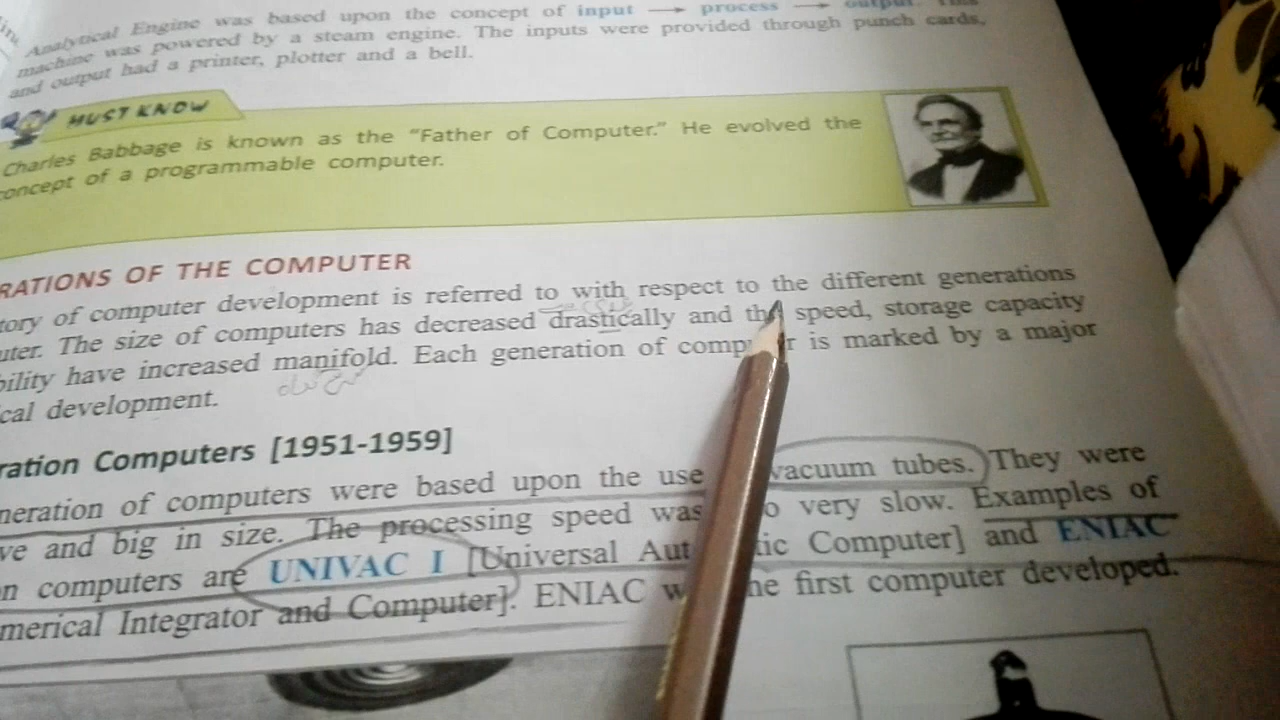 Analytical Engine was based upon the concept of input → process → output. This
machine was powered by a steam engine. The inputs were provided through punch cards,
and output had a printer, plotter and a bell.
MUST KNOW
Charles Babbage is known as the "Father of Computer." He evolved the
oncept of a programmable computer.
RATIONS OF THE COMPUTER
tory of computer development is referred to with respect to the different generations
uter. The size of computers has decreased drastically and the speed, storage capacity
bility have increased manifold. Each generation of comp r is marked by a major
cal development.
ration Computers [1951-1959]
neration of computers were based upon the use vacuum tubes. They were
ve and big in size. The processing speed was o very slow. Examples of
n computers are UNIVAC I [Universal Aut tic Computer] and ENIAC
merical Integrator and Computer]. ENIAC w he first computer developed.